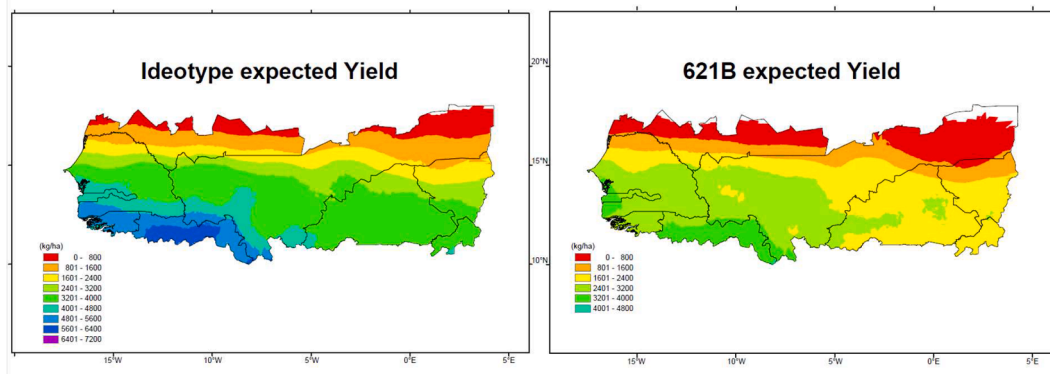 Ideotype expected Yield
(kg/ha)
0 - 800
801 - 1600
1601 - 2400
2401 - 3200
3201 - 4000
4001 - 4800
4801 - 5600
5601 - 6400
6401 - 7200
15°W
10°W
5°W
0°E
5°E
621B expected Yield
20°N
15°N
10°N
(kg/ha)
0 - 800
801 - 1600
1601 - 2400
2401 - 3200
3201 - 4000
4001 - 4800
15°W
10°W
5°W
0°E
5°E